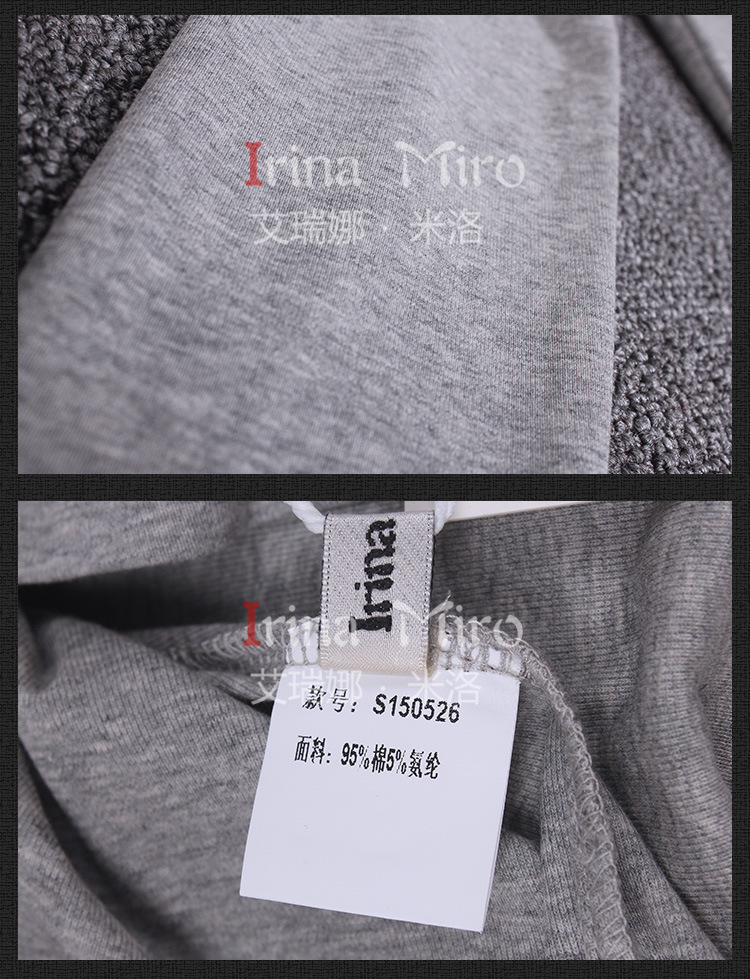 Irina Miro
艾瑞娜·米洛
Irina
Irina Miro
艾瑞娜·米洛
款号：S150526
面料：95%棉5%氨纶